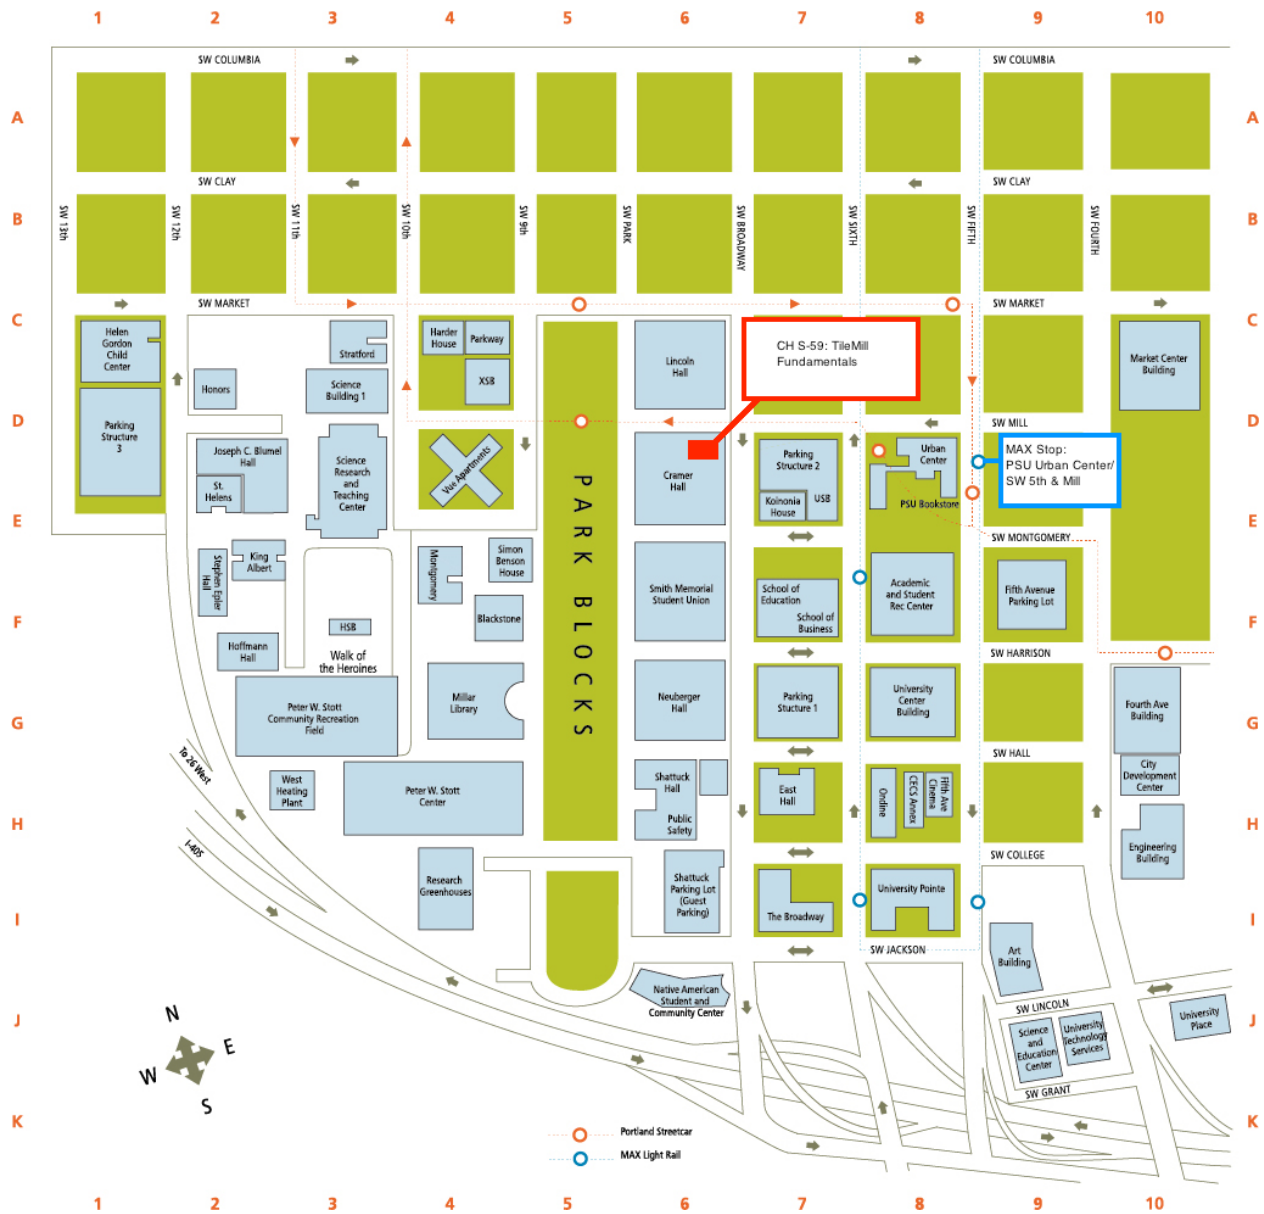 1 2 3 4 5 6 7 8 9 10
SW COLUMBIA SW COLUMBIA
A A
SW CLAY SW CLAY
B B
SW 13th
SW 12th
SW 11th
SW 10th
SW 9th
SW PARK
SW BROADWAY
SW SIXTH
SW FIFTH
SW FOURTH
SW MARKET SW MARKET
C C
Helen
Gordon
Child
Center
Stratford
Harder
House
Parkway
Lincoln
Hall
CH S-59: TileMill
Fundamentals
Market Center
Building
Honors
Science
Building 1
XSB
D D
SW MILL
Parking
Structure
3
Joseph C. Blumel
Hall
St.
Helens
Science
Research
and
Teaching
Center
Vue Apartments
PARK BLOCKS
Cramer
Hall
Parking
Structure 2
Koinonia
House
USB
Urban
Center
PSU Bookstore
MAX Stop:
PSU Urban Center/
SW 5th & Mill
E E
SW MONTGOMERY
Stephen Epler
Hall
King
Albert
Montgomery
Simon
Benson
House
Blackstone
Smith Memorial
Student Union
School of
Education
School of
Business
Academic
and Student
Rec Center
Fifth Avenue
Parking Lot
F F
HSB
Hoffmann
Hall
Walk of
the Heroines
SW HARRISON
Peter W. Stott
Community Recreation
Field
Millar
Library
Neuberger
Hall
Parking
Stucture 1
University
Center
Building
Fourth Ave
Building
G G
To 26 West
SW HALL
West
Heating
Plant
Peter W. Stott
Center
Shattuck
Hall
Public
Safety
East
Hall
Ondine
CECS Annex
Fifth Ave
Cinema
City
Development
Center
H H
I-405
Engineering
Building
SW COLLEGE
Research
Greenhouses
Shattuck
Parking Lot
(Guest
Parking)
The Broadway
University Pointe
I I
SW JACKSON
Art
Building
Native American
Student and
Community Center
SW LINCOLN
University
Place
J J
N
E
W
S
Science
and
Education
Center
University
Technology
Services
SW GRANT
K K
Portland Streetcar
MAX Light Rail
1 2 3 4 5 6 7 8 9 10